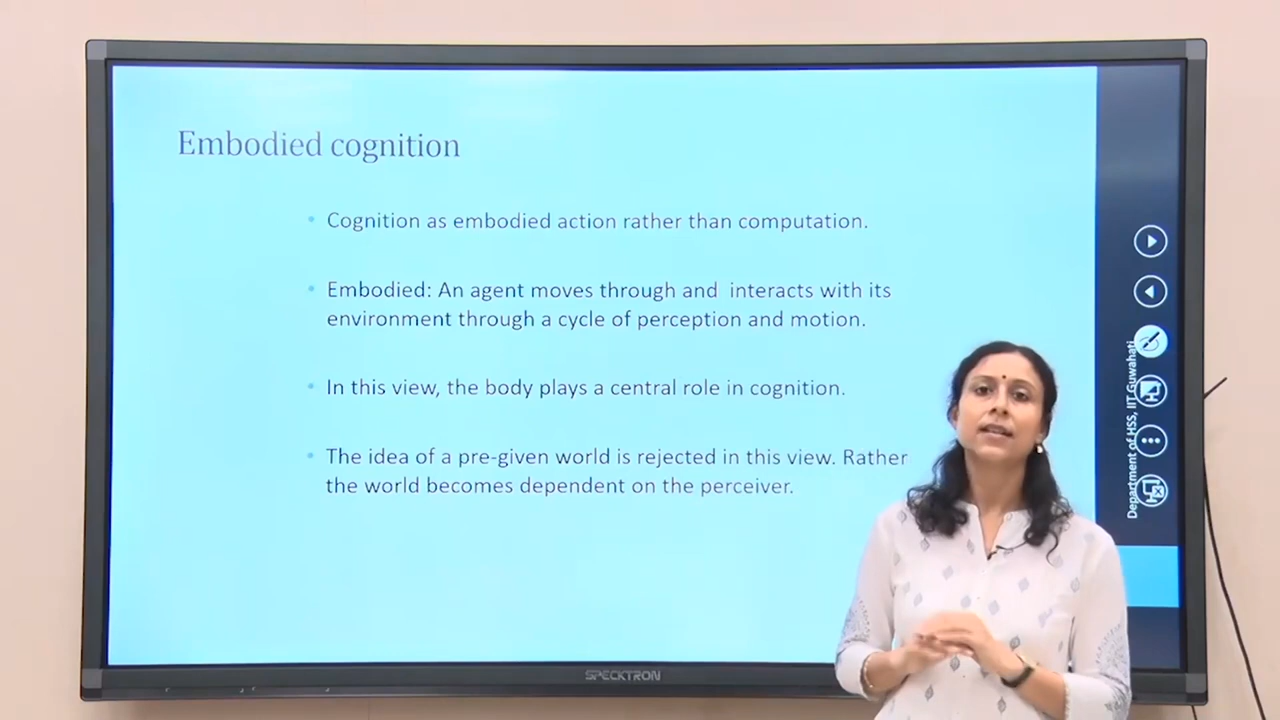 Embodied cognition
• Cognition as embodied action rather than computation.
• Embodied: An agent moves through and interacts with its
environment through a cycle of perception and motion.
• In this view, the body plays a central role in cognition.
• The idea of a pre-given world is rejected in this view. Rather
the world becomes dependent on the perceiver.
Department of HSS, IIT Guwahati
SPECKTRON